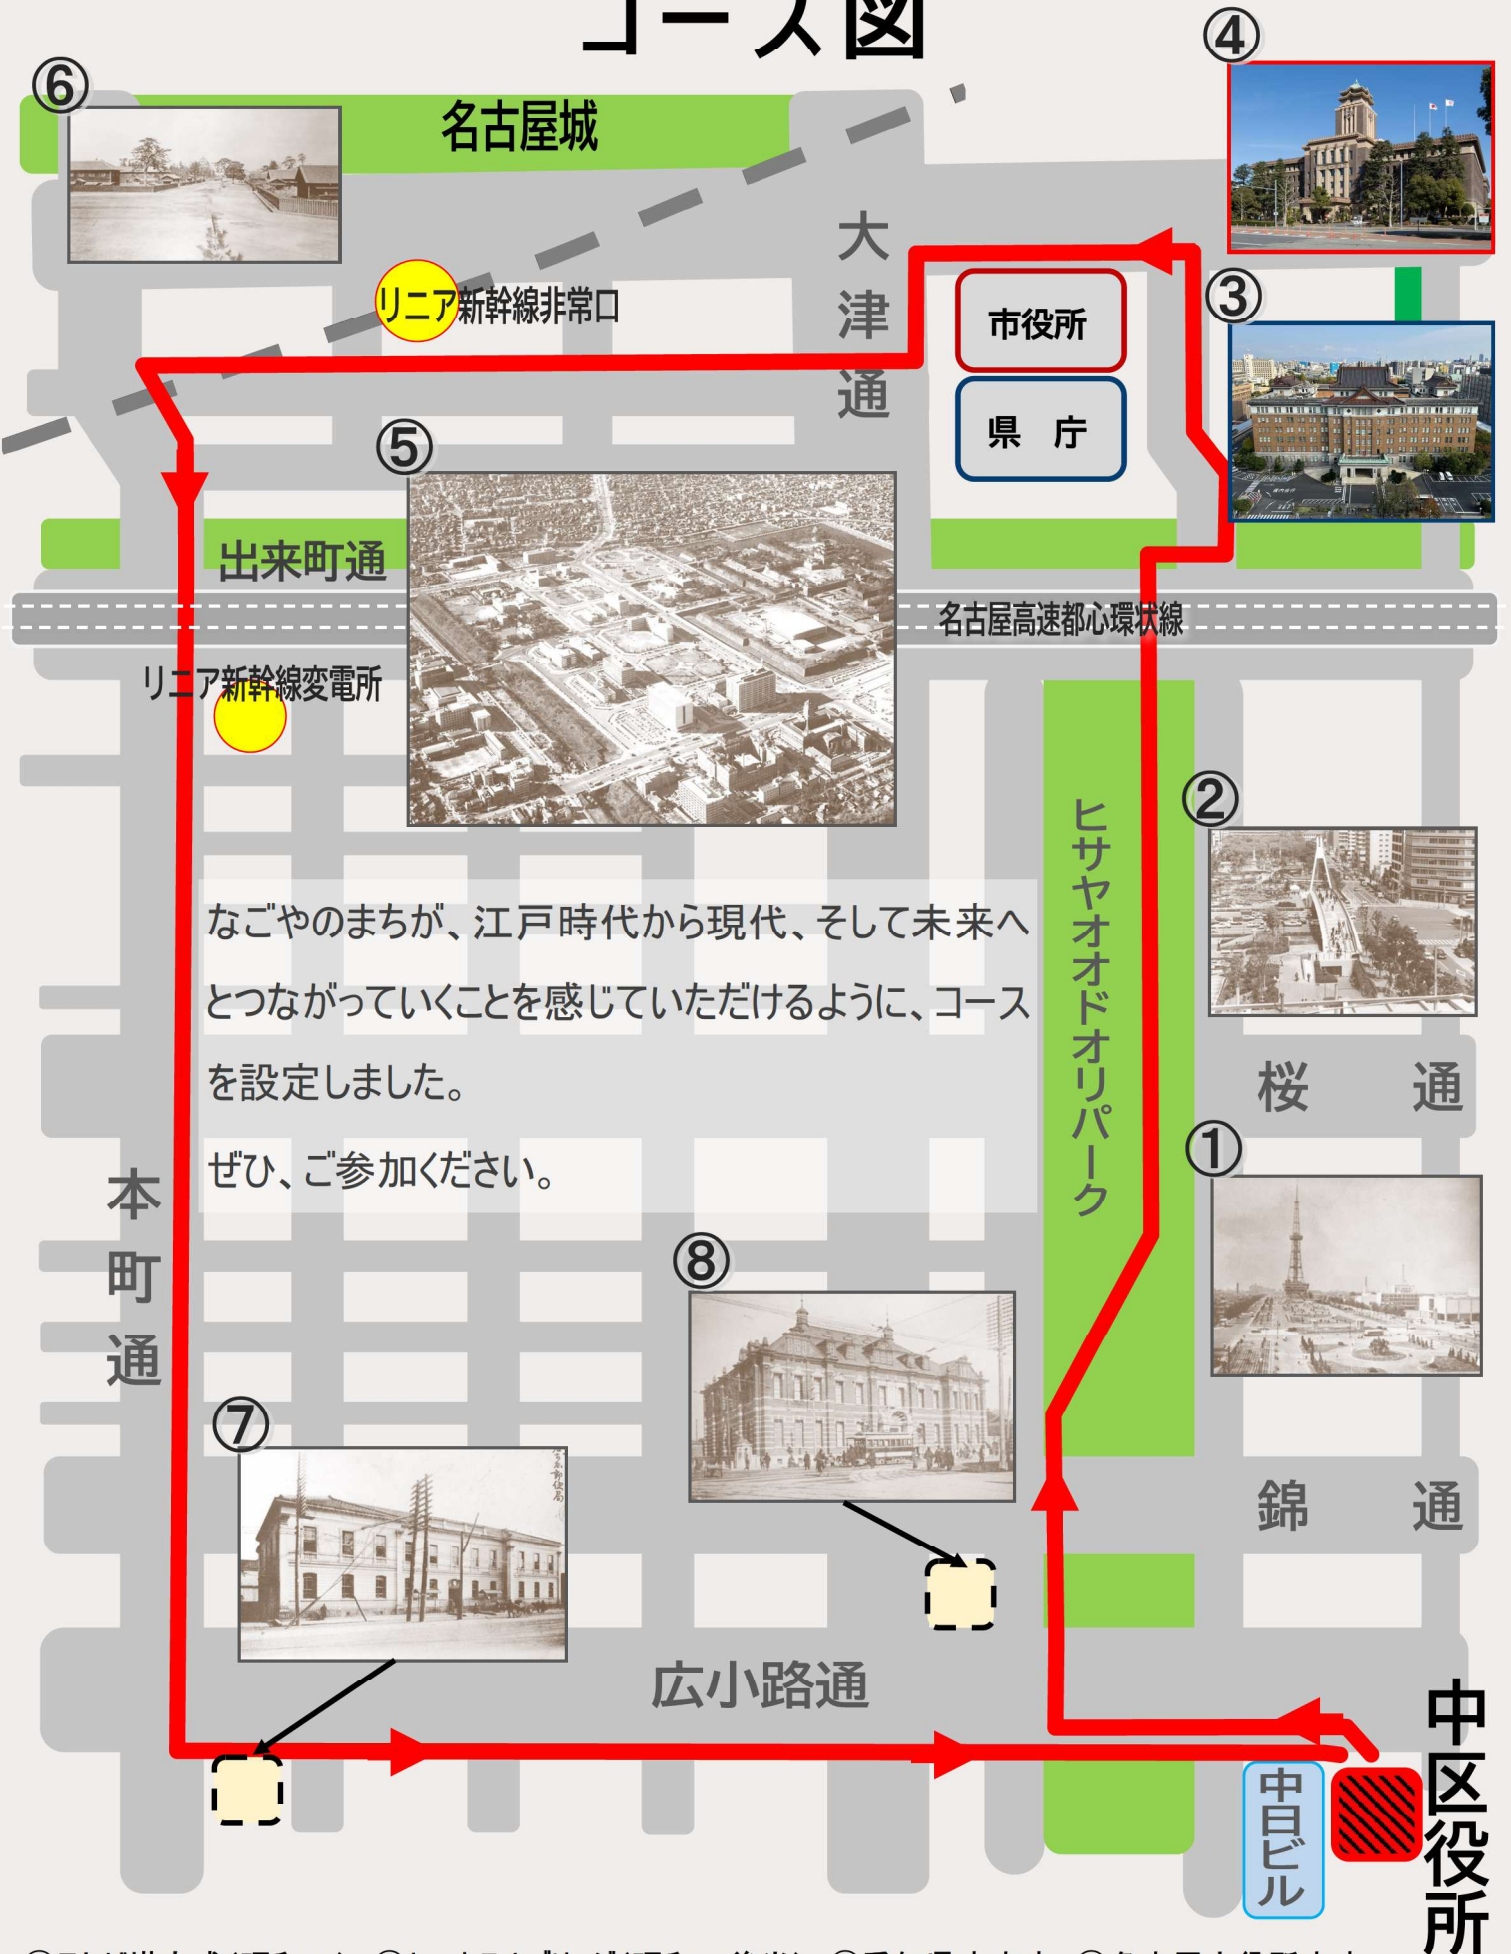 コース図
④
⑥
名古屋城
大津通
リニア新幹線非常口
市役所
③
県 庁
⑤
出来町通
名古屋高速都心環状線
リニア新幹線変電所
②
ヒサヤオオドオリパーク
なごやのまちが、江戸時代から現代、そして未来へ
とつながっていくことを感じていただけるように、コース
を設定しました。
ぜひ、ご参加ください。
桜 通
①
本町通
⑧
⑦
錦 通
広小路通
中区役所
中日ビル